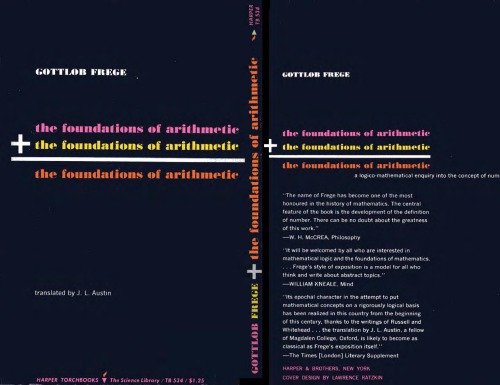 GOTTLOB FREGE
the foundations of arithmetic
+ the foundations of arithmetic
the foundations of arithmetic
translated by J. L. Austin
HARPER TORCHBOOKS The Science Library / TB 534 / $1.25
HARPER
TB 534
the foundations of arithmetic
+
GOTTLOB FREGE
GOTTLOB FREGE
the foundations of arithmetic
+ the foundations of arithmetic
the foundations of arithmetic
a logico-mathematical enquiry into the concept of num
"The name of Frege has become one of the most
honoured in the history of mathematics. The central
feature of the book is the development of the definition
of number. There can be no doubt about the greatness
of this work."
—W. H. McCREA, Philosophy
"It will be welcomed by all who are interested in
mathematical logic and the foundations of mathematics.
. . . Frege's style of exposition is a model for all who
think and write about abstract topics."
—WILLIAM KNEALE, Mind
"Its epochal character in the attempt to put
mathematical concepts on a rigorously logical basis
has been realized in this country from the beginning
of this century, thanks to the writings of Russell and
Whitehead . . . the translation by J. L. Austin, a fellow
of Magdalen College, Oxford, is likely to become as
classical as Frege's exposition itself."
—The Times [London] Literary Supplement
HARPER & BROTHERS, NEW YORK
COVER DESIGN BY LAWRENCE RATZKIN